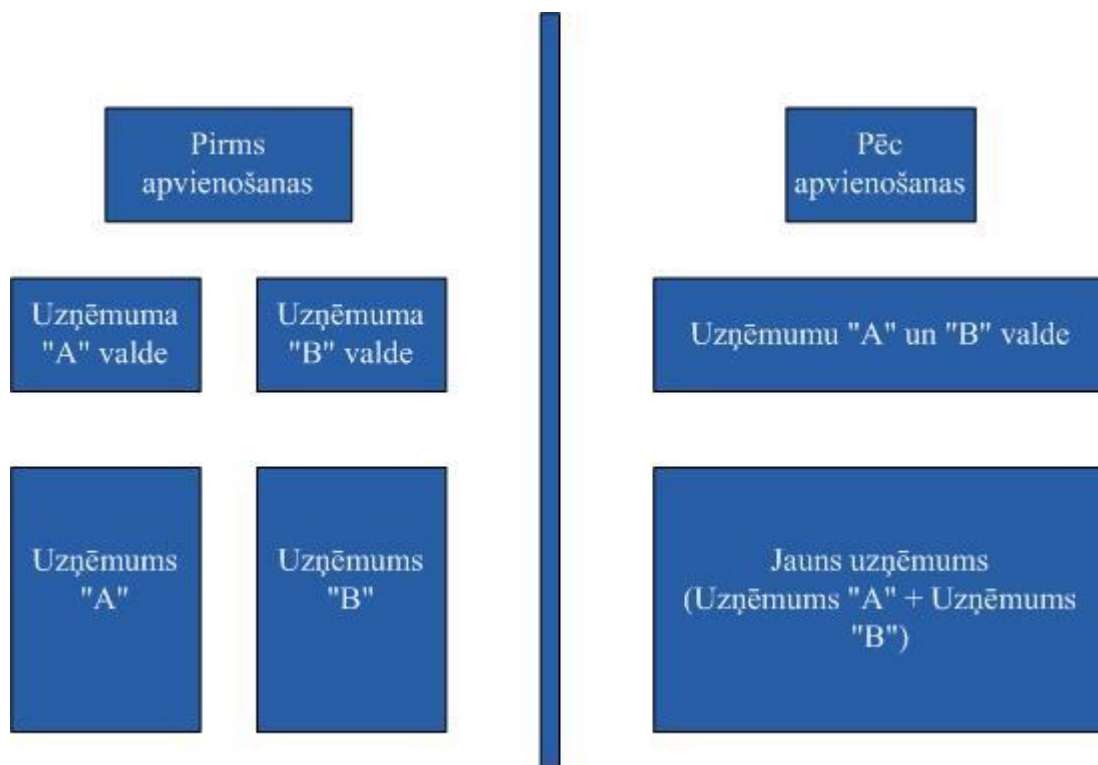 Pirms
apvienošanas
Pēc
apvienošanas
Uzņēmuma
"A" valde
Uzņēmuma
"B" valde
Uzņēmumu "A" un "B" valde
Uzņēmums
"A"
Uzņēmums
"B"
Jauns uzņēmums
(Uzņēmums "A" + Uzņēmums
"B")